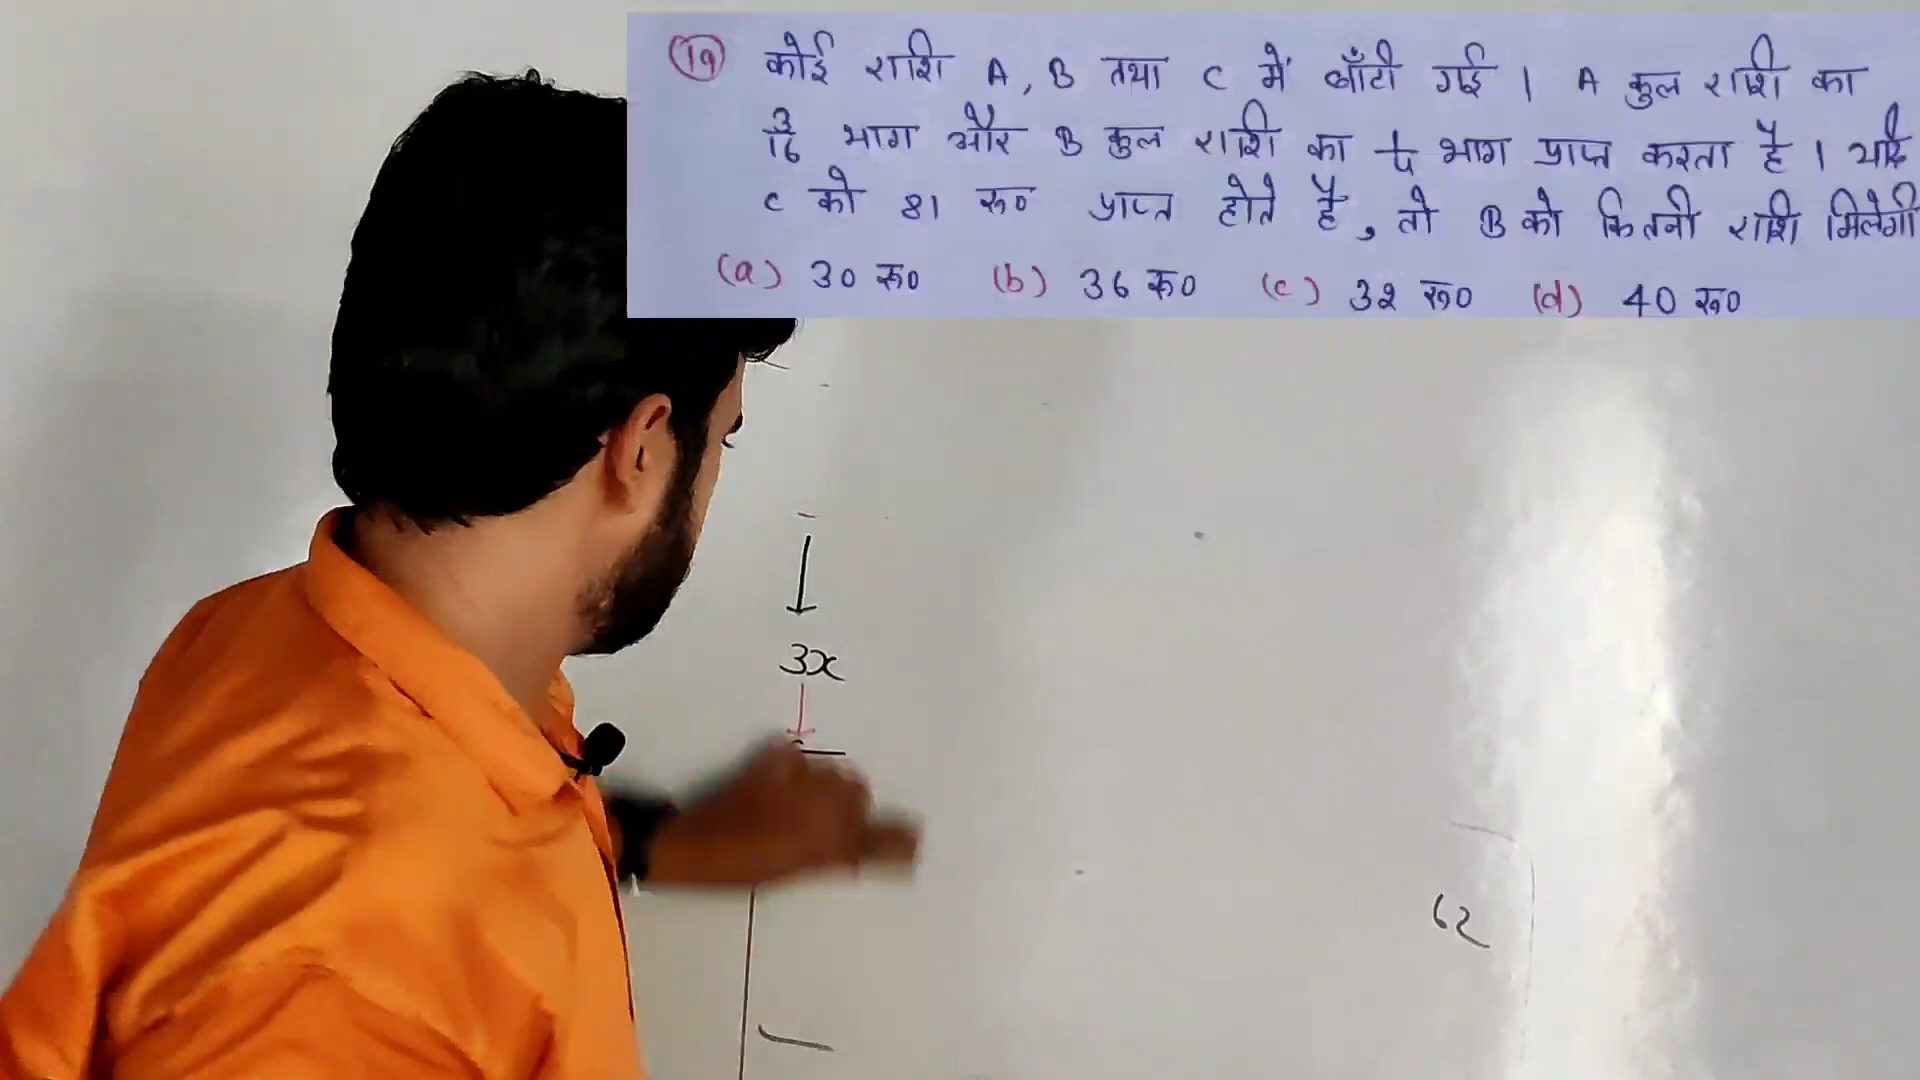 (19) कोई राशि A, B तथा C में बाँटी गई । A कुल राशि का
3/16 भाग और B कुल राशि का 1/4 भाग प्राप्त करता है । यदि
C को 81 रू० प्राप्त होते है, तो B को कितनी राशि मिलेगी
(a) 30 रू० (b) 36 रू० (c) 32 रू० (d) 40 रू०
3x
62